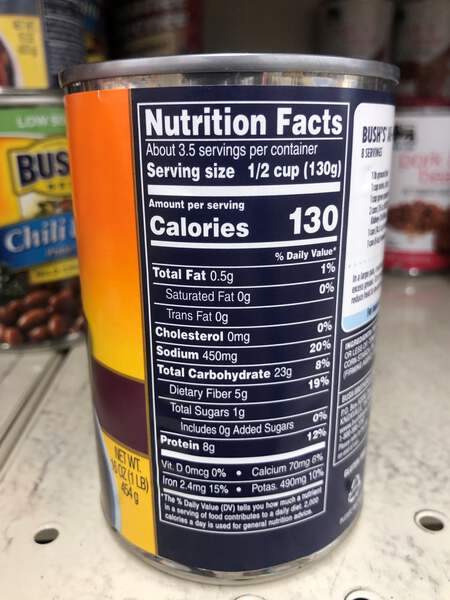 Nutrition Facts
About 3.5 servings per container
Serving size 1/2 cup (130g)
Amount per serving
Calories 130
% Daily Value*
Total Fat 0.5g 1%
Saturated Fat 0g 0%
Trans Fat 0g
Cholesterol 0mg 0%
Sodium 450mg 20%
Total Carbohydrate 23g 8%
Dietary Fiber 5g 19%
Total Sugars 1g
Includes 0g Added Sugars 0%
Protein 8g 12%
Vit. D 0mcg 0% • Calcium 70mg 6%
Iron 2.4mg 15% • Potas. 490mg 10%
*The % Daily Value (DV) tells you how much a nutrient
in a serving of food contributes to a daily diet. 2,000
calories a day is used for general nutrition advice.
NET WT.
16 OZ (1 LB)
454g
BUSH'S
8 SERVINGS
LOW
BUS
Chili